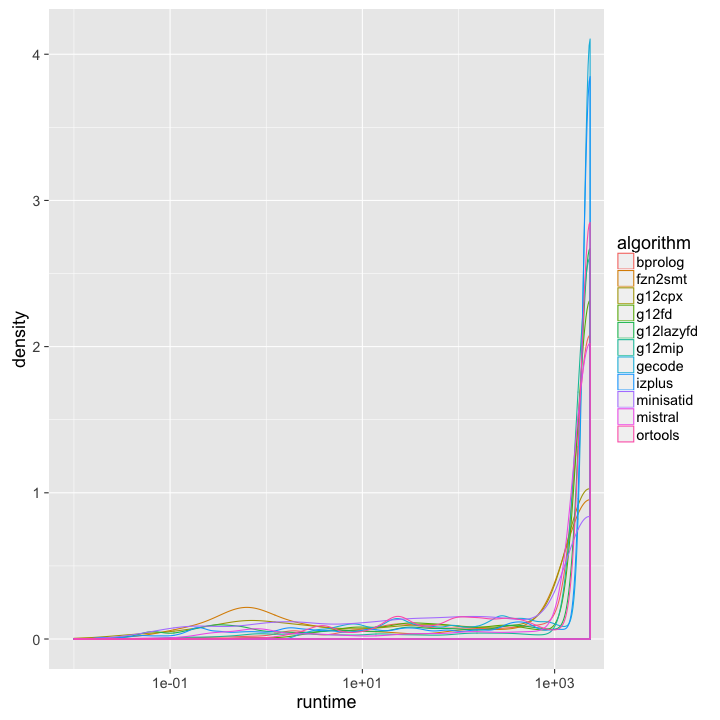 4
3
2
1
0
density
1e-01 1e+01 1e+03
runtime
algorithm
bprolog
fzn2smt
g12cpx
g12fd
g12lazyfd
g12mip
gecode
izplus
minisatid
mistral
ortools